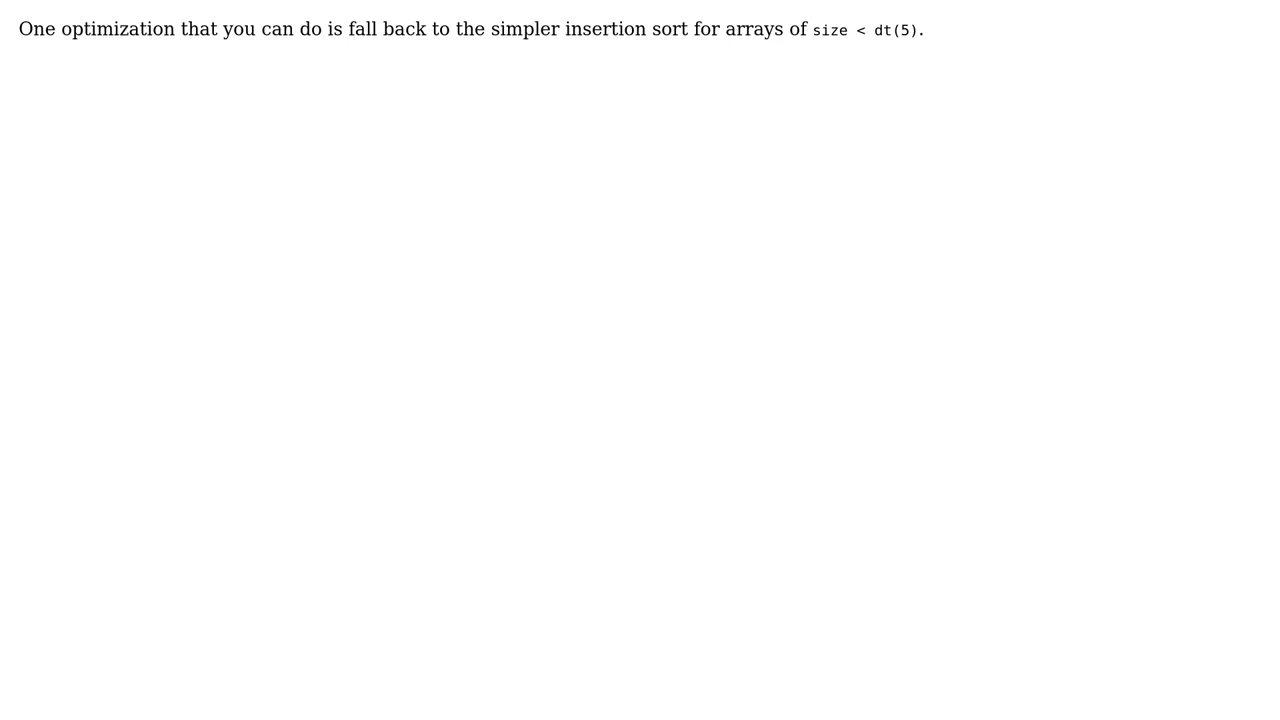 One optimization that you can do is fall back to the simpler insertion sort for arrays of size < dt(5).